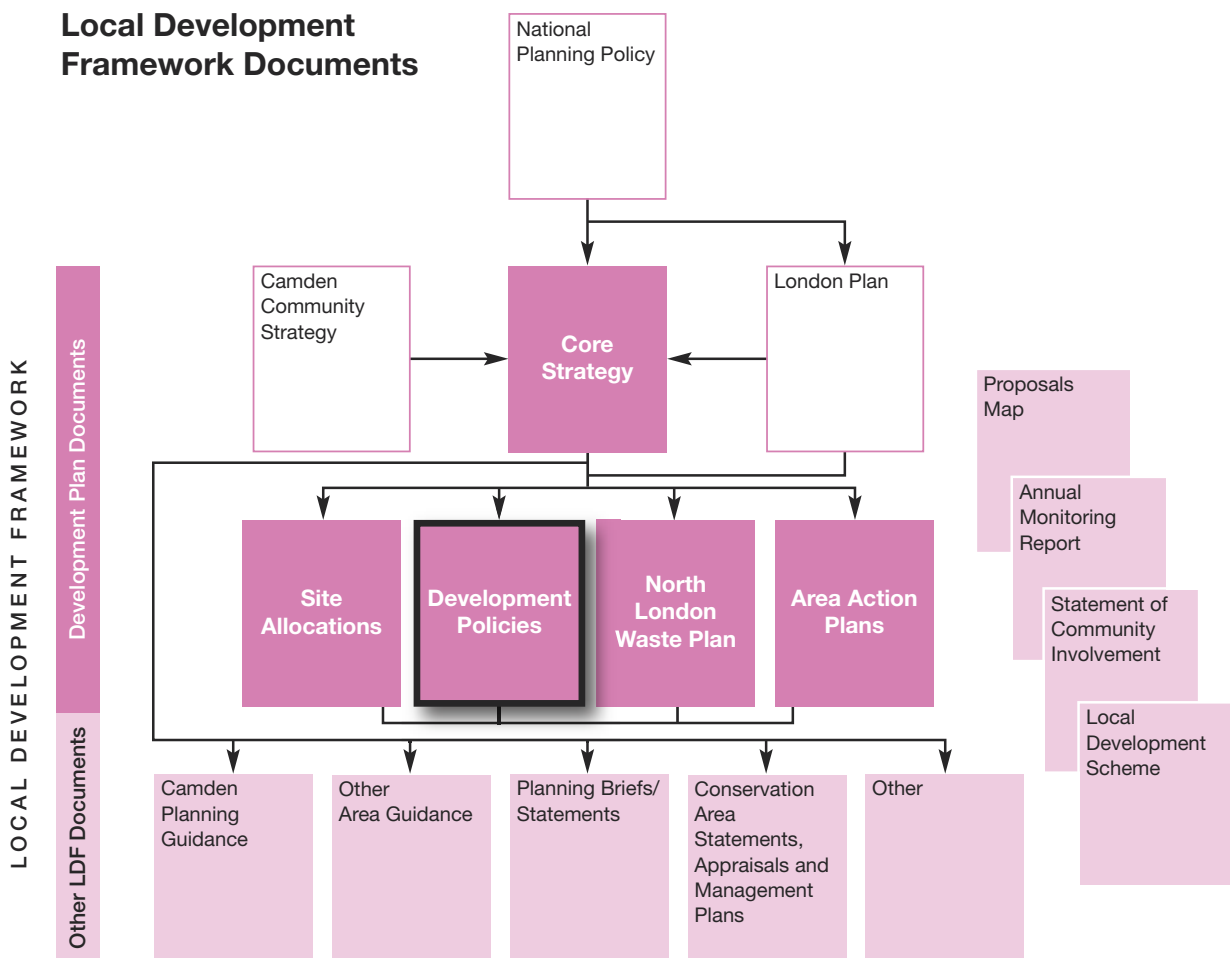 Local Development
Framework Documents
National
Planning Policy
Camden
Community
Strategy
Core
Strategy
London Plan
LOCAL DEVELOPMENT FRAMEWORK
Development Plan Documents
Other LDF Documents
Site
Allocations
Development
Policies
North
London
Waste Plan
Area Action
Plans
Proposals
Map
Annual
Monitoring
Report
Statement of
Community
Involvement
Local
Development
Scheme
Camden
Planning
Guidance
Other
Area Guidance
Planning Briefs/
Statements
Conservation
Area
Statements,
Appraisals and
Management
Plans
Other